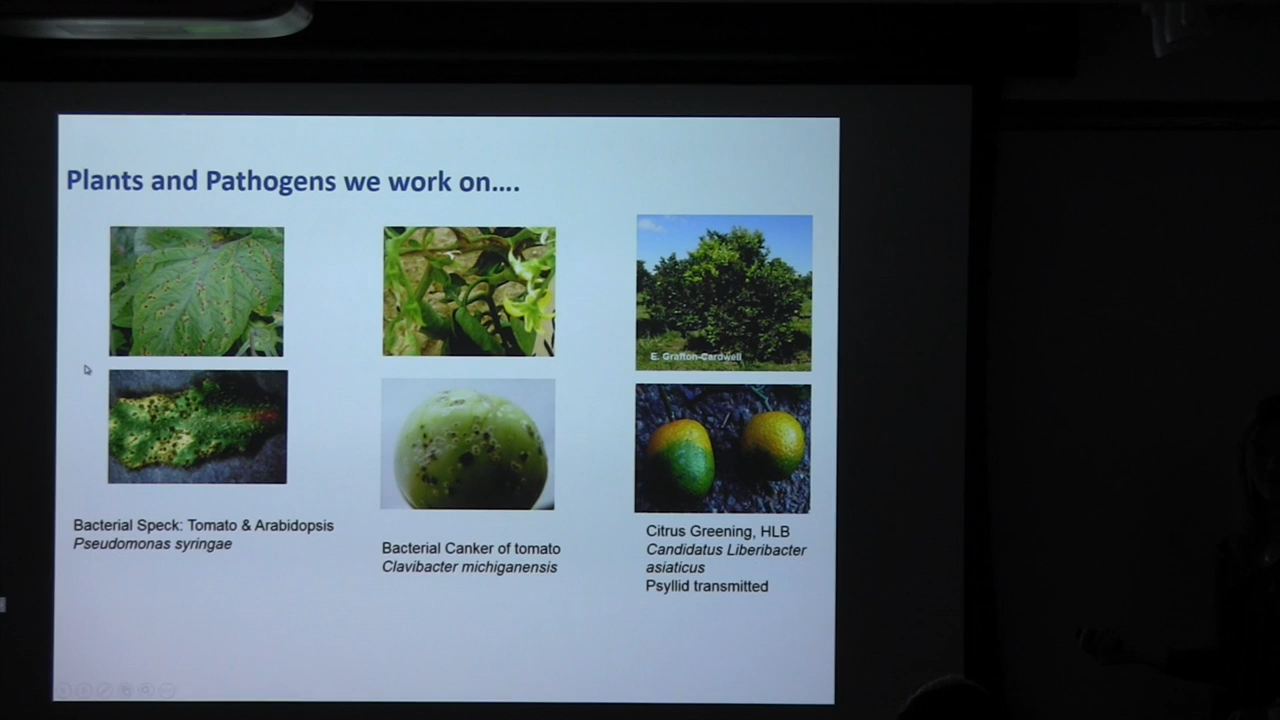 Plants and Pathogens we work on....
E. Grafton-Cardwell
Bacterial Speck: Tomato & Arabidopsis
Pseudomonas syringae
Bacterial Canker of tomato
Clavibacter michiganensis
Citrus Greening, HLB
Candidatus Liberibacter
asiaticus
Psyllid transmitted